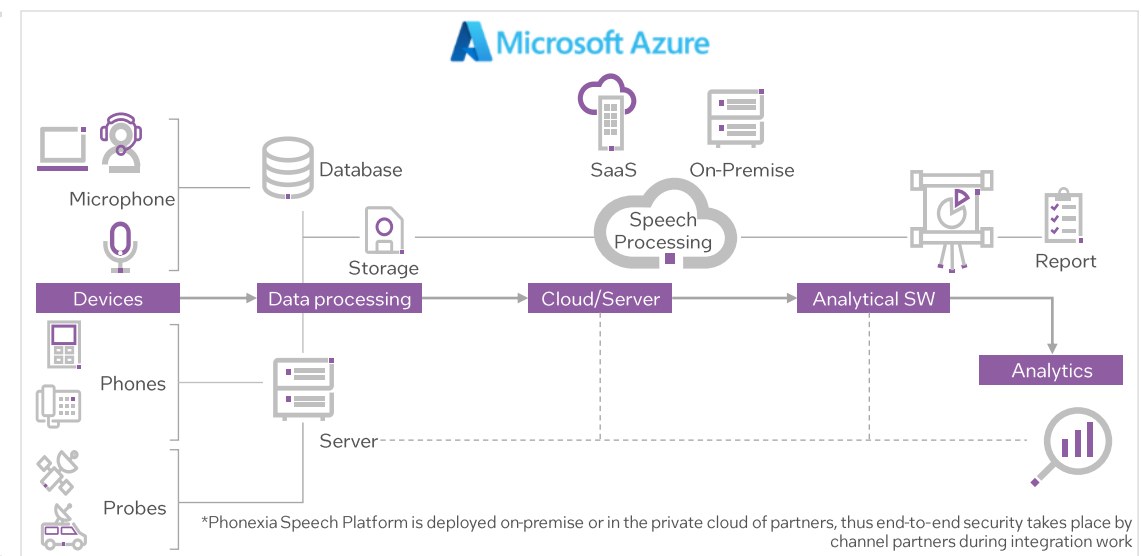 Microsoft Azure
Database
SaaS
On-Premise
Microphone
Speech
Processing
Storage
Report
Devices
Data processing
Cloud/Server
Analytical SW
Phones
Analytics
Server
Probes
*Phonexia Speech Platform is deployed on-premise or in the private cloud of partners, thus end-to-end security takes place by
channel partners during integration work